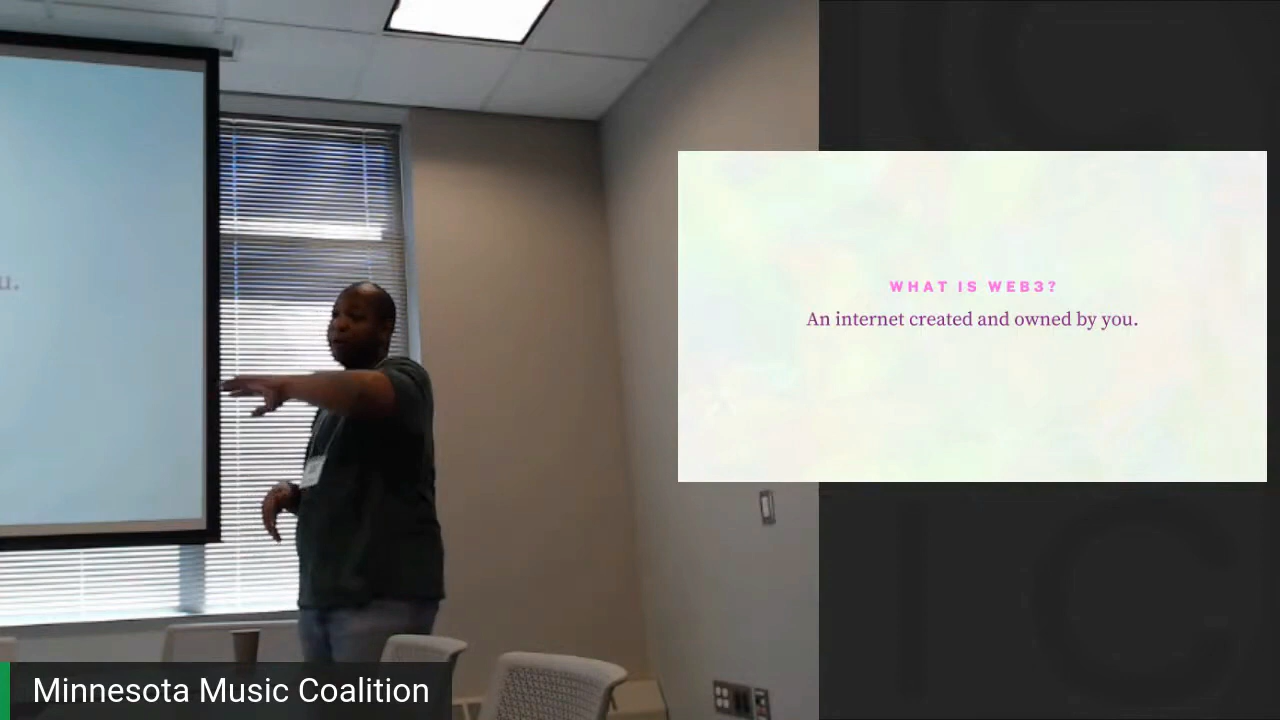 u.
WHAT IS WEB3?
An internet created and owned by you.
Minnesota Music Coalition